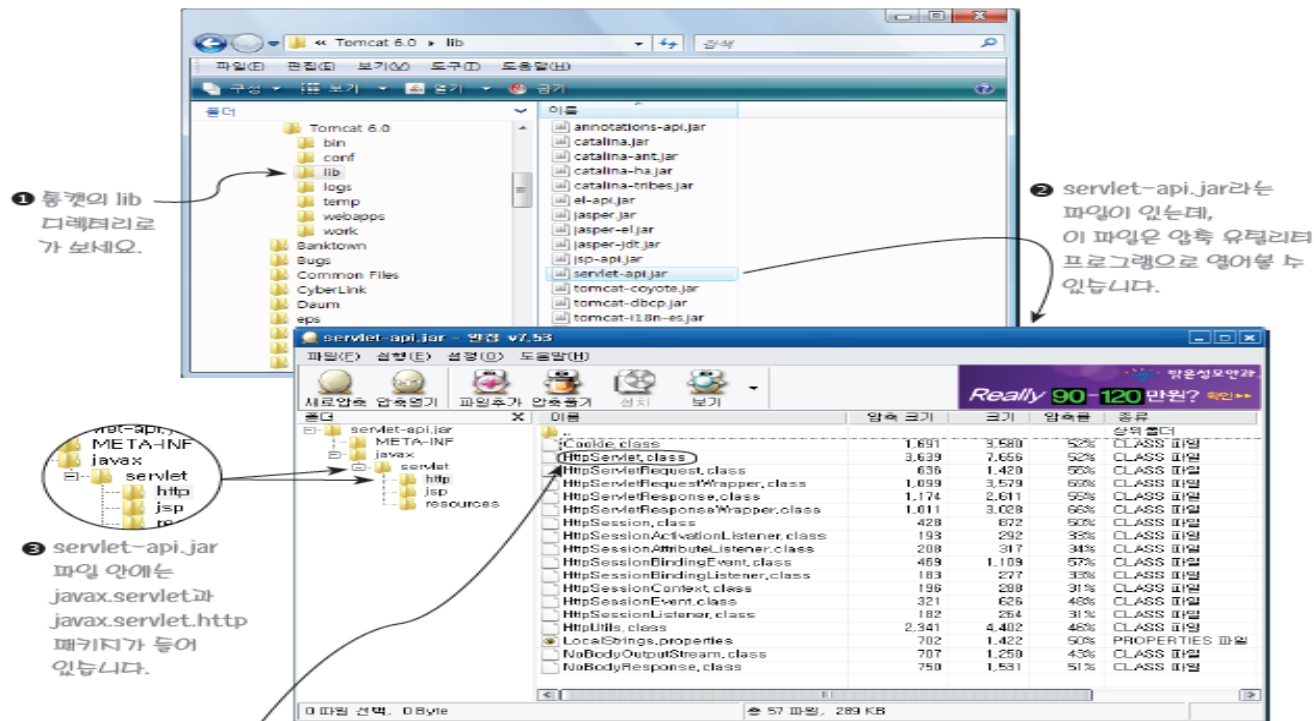 « Tomcat 6.0 ▸ lib
검색
파일(F) 편집(E) 보기(V) 도구(T) 도움말(H)
구성 보기 열기 굽기
폴더
이름
Tomcat 6.0
bin
conf
lib
logs
temp
webapps
work
Banktown
Bugs
Common Files
CyberLink
Daum
eps
annotations-api.jar
catalina.jar
catalina-ant.jar
catalina-ha.jar
catalina-tribes.jar
el-api.jar
jasper.jar
jasper-el.jar
jasper-jdt.jar
jsp-api.jar
servlet-api.jar
tomcat-coyote.jar
tomcat-dbcp.jar
tomcat-i18n-es.jar
❶ 톰캣의 lib
디렉터리로
가 보세요.
❷ servlet-api.jar라는
파일이 있는데,
이 파일은 압축 유틸리티
프로그램으로 열어볼 수
있습니다.
servlet-api.jar - 알집 v7.53
파일(F) 실행(E) 설정(O) 도움말(H)
새로압축 압축열기 파일추가 압축풀기 설치 보기
밝은성모안과
Really 90-120 만원? 확인▸▸
폴더 X
servlet-api.jar
META-INF
javax
servlet
http
jsp
resources
이름 압축 크기 크기 압축률 종류
.. 상위 폴더
Cookie.class 1,691 3,580 52% CLASS 파일
HttpServlet.class 3,639 7,656 52% CLASS 파일
HttpServletRequest.class 636 1,420 55% CLASS 파일
HttpServletRequestWrapper.class 1,099 3,579 69% CLASS 파일
HttpServletResponse.class 1,174 2,611 55% CLASS 파일
HttpServletResponseWrapper.class 1,011 3,028 66% CLASS 파일
HttpSession.class 428 872 50% CLASS 파일
HttpSessionActivationListener.class 193 292 33% CLASS 파일
HttpSessionAttributeListener.class 208 317 34% CLASS 파일
HttpSessionBindingEvent.class 469 1,109 57% CLASS 파일
HttpSessionBindingListener.class 183 277 33% CLASS 파일
HttpSessionContext.class 196 288 31% CLASS 파일
HttpSessionEvent.class 321 626 48% CLASS 파일
HttpSessionListener.class 182 264 31% CLASS 파일
HttpUtils.class 2,341 4,402 46% CLASS 파일
LocalStrings.properties 702 1,422 50% PROPERTIES 파일
NoBodyOutputStream.class 707 1,250 43% CLASS 파일
NoBodyResponse.class 750 1,531 51% CLASS 파일
META-INF
javax
servlet
http
jsp
❸ servlet-api.jar
파일 안에는
javax.servlet과
javax.servlet.http
패키지가 들어
있습니다.
0 파일 선택, 0 Byte
총 57 파일, 289 KB